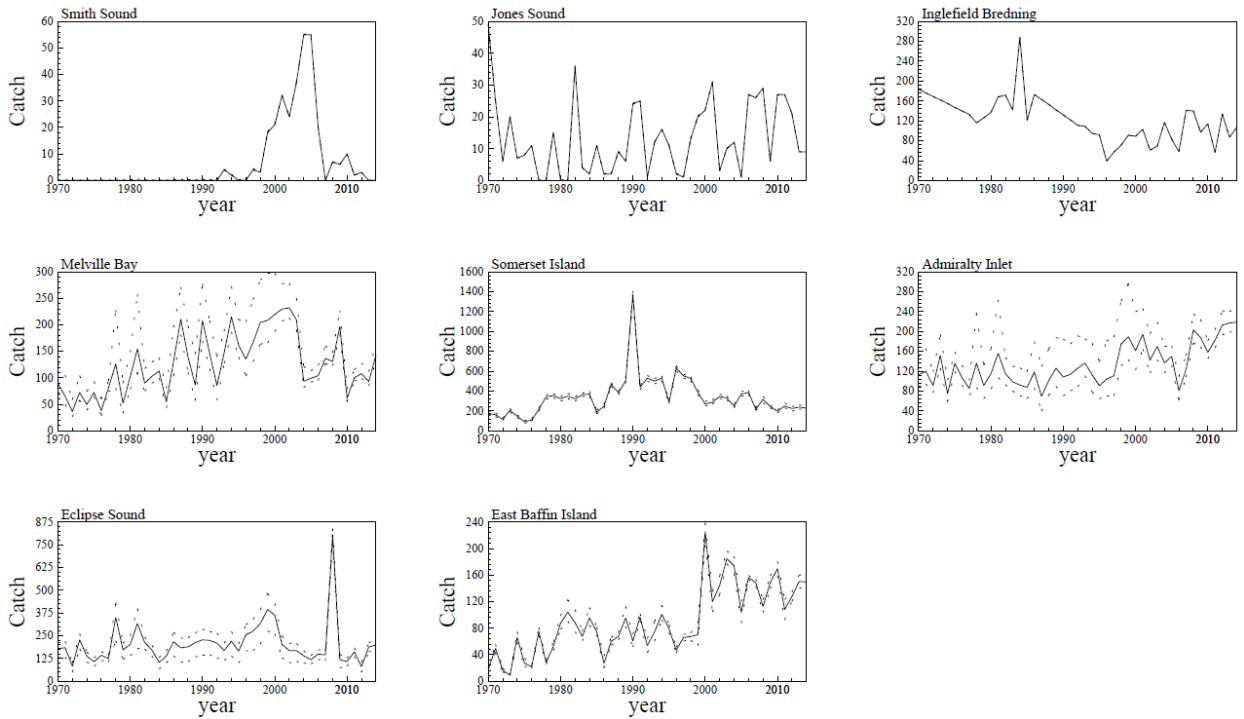 Smith Sound
Catch
60
50
40
30
20
10
0
1970 1980 1990 2000 2010
year
Jones Sound
Catch
50
40
30
20
10
0
1970 1980 1990 2000 2010
year
Inglefield Bredning
Catch
320
280
240
200
160
120
80
40
0
1970 1980 1990 2000 2010
year
Melville Bay
Catch
300
250
200
150
100
50
0
1970 1980 1990 2000 2010
year
Somerset Island
Catch
1600
1400
1200
1000
800
600
400
200
0
1970 1980 1990 2000 2010
year
Admiralty Inlet
Catch
320
280
240
200
160
120
80
40
0
1970 1980 1990 2000 2010
year
Eclipse Sound
Catch
875
750
625
500
375
250
125
0
1970 1980 1990 2000 2010
year
East Baffin Island
Catch
240
200
160
120
80
40
0
1970 1980 1990 2000 2010
year